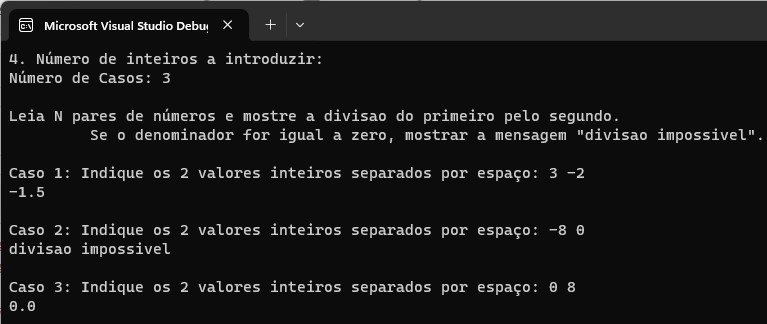 Microsoft Visual Studio Debug
4. Número de inteiros a introduzir:
Número de Casos: 3
Leia N pares de números e mostre a divisao do primeiro pelo segundo.
Se o denominador for igual a zero, mostrar a mensagem "divisao impossivel".
Caso 1: Indique os 2 valores inteiros separados por espaço: 3 -2
-1.5
Caso 2: Indique os 2 valores inteiros separados por espaço: -8 0
divisao impossivel
Caso 3: Indique os 2 valores inteiros separados por espaço: 0 8
0.0